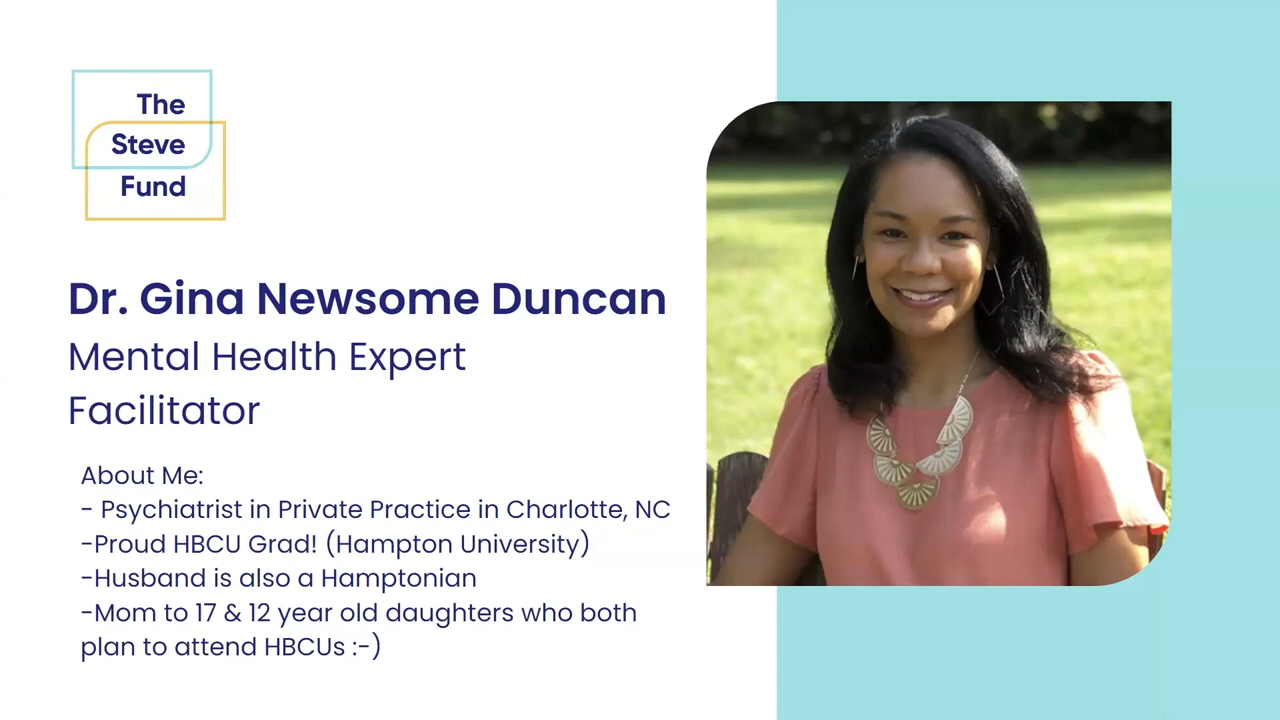 The
Steve
Fund
Dr. Gina Newsome Duncan
Mental Health Expert
Facilitator
About Me:
- Psychiatrist in Private Practice in Charlotte, NC
-Proud HBCU Grad! (Hampton University)
-Husband is also a Hamptonian
-Mom to 17 & 12 year old daughters who both
plan to attend HBCUs :-)